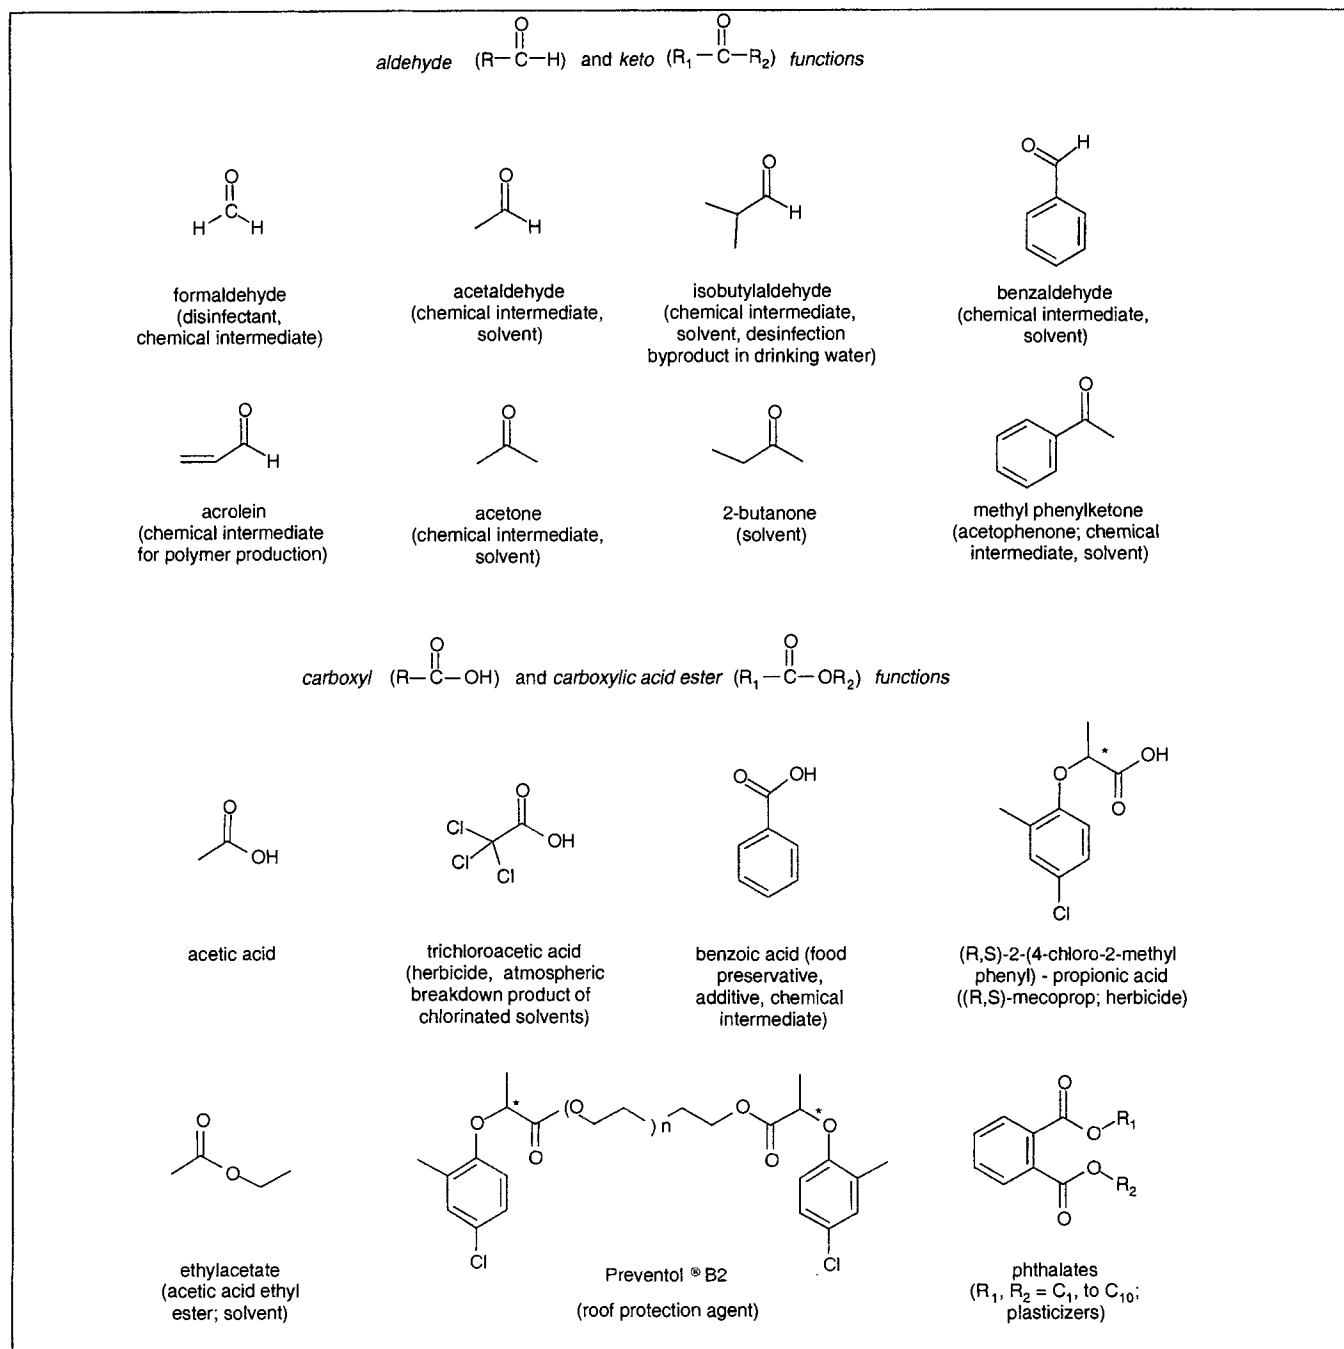 aldehyde (R—C—H) and keto (R₁—C—R₂) functions
O O
O H
O O O
H C H H H
formaldehyde
(disinfectant,
chemical intermediate)
acetaldehyde
(chemical intermediate,
solvent)
isobutylaldehyde
(chemical intermediate,
solvent, desinfection
byproduct in drinking water)
benzaldehyde
(chemical intermediate,
solvent)
O O O O
H
acrolein
(chemical intermediate
for polymer production)
acetone
(chemical intermediate,
solvent)
2-butanone
(solvent)
methyl phenylketone
(acetophenone; chemical
intermediate, solvent)
O O
carboxyl (R—C—OH) and carboxylic acid ester (R₁—C—OR₂) functions
O
OH
O
Cl
Cl
Cl
OH
O OH
* OH
O
O
Cl
acetic acid
trichloroacetic acid
(herbicide, atmospheric
breakdown product of
chlorinated solvents)
benzoic acid (food
preservative,
additive, chemical
intermediate)
(R,S)-2-(4-chloro-2-methyl
phenyl) - propionic acid
((R,S)-mecoprop; herbicide)
O
O
* (O )n O *
O O O O
Cl Cl
O
O R₁
O R₂
O
ethylacetate
(acetic acid ethyl
ester; solvent)
Preventol ® B2
(roof protection agent)
phthalates
(R₁, R₂ = C₁, to C₁₀;
plasticizers)